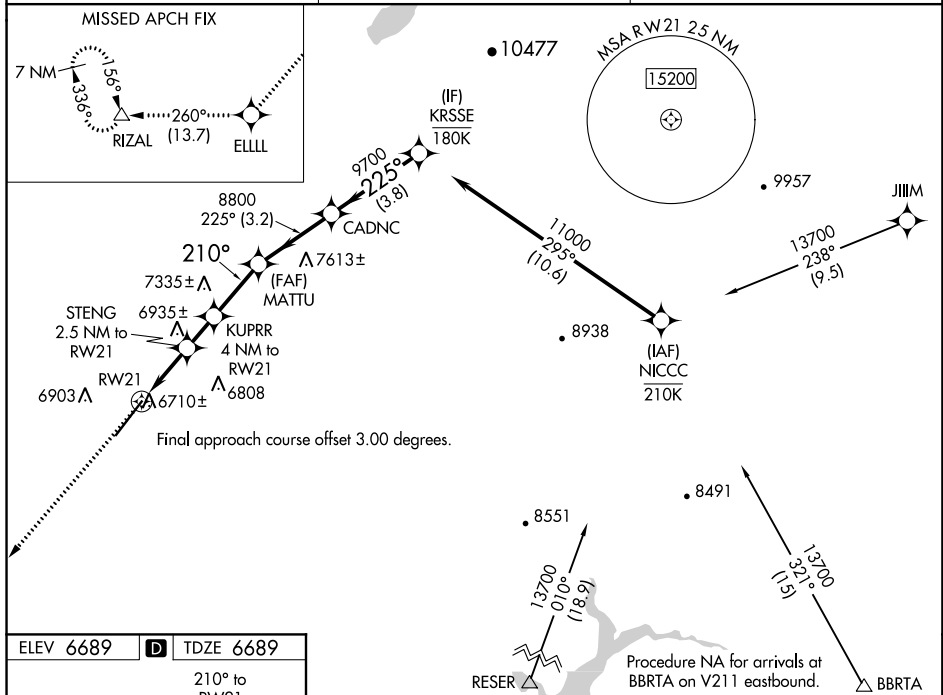 MISSED APCH FIX
7 NM
156°
336°
RIZAL
260°
(13.7)
ELLLL
10477
MSA RW21 25 NM
15200
(IF)
KRSSE
180K
9700
225°
(3.8)
8800
225° (3.2)
CADNC
9957
JIIIM
13700
238°
(9.5)
11000
295°
(10.6)
210°
7613±
(FAF)
MATTU
7335±
6935±
STENG
2.5 NM to
RW21
KUPRR
4 NM to
RW21
8938
(IAF)
NICCC
210K
RW21
6903
6710±
6808
Final approach course offset 3.00 degrees.
8491
8551
13700
010°
(18.9)
13700
321°
(15)
ELEV 6689
D
TDZE 6689
210° to
RW21
RESER
Procedure NA for arrivals at
BBRTA on V211 eastbound.
BBRTA